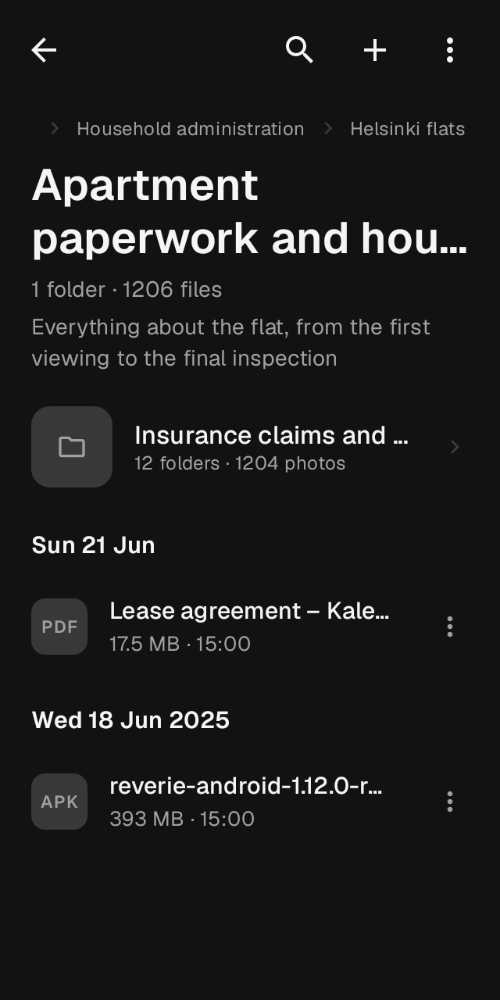 Household administration
Helsinki flats
Apartment
paperwork and hou...
1 folder · 1206 files
Everything about the flat, from the first
viewing to the final inspection
Insurance claims and ...
12 folders · 1204 photos
Sun 21 Jun
PDF
Lease agreement – Kale...
17.5 MB · 15:00
Wed 18 Jun 2025
APK
reverie-android-1.12.0-r...
393 MB · 15:00